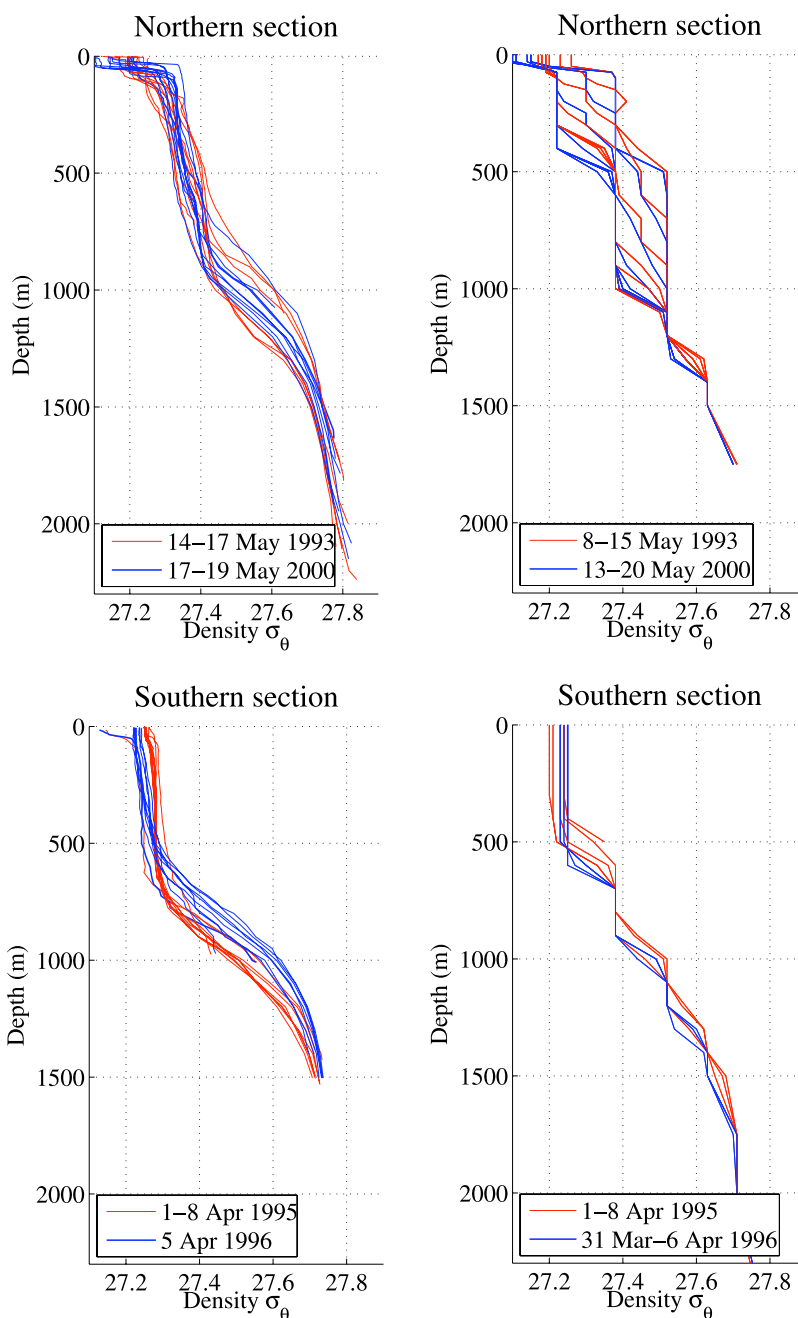 Northern section
0
500
1000
1500
2000
Depth (m)
14–17 May 1993
17–19 May 2000
27.2 27.4 27.6 27.8
Density σθ
Northern section
0
500
1000
1500
2000
Depth (m)
8–15 May 1993
13–20 May 2000
27.2 27.4 27.6 27.8
Density σθ
Southern section
0
500
1000
1500
2000
Depth (m)
1–8 Apr 1995
5 Apr 1996
27.2 27.4 27.6 27.8
Density σθ
Southern section
0
500
1000
1500
2000
Depth (m)
1–8 Apr 1995
31 Mar–6 Apr 1996
27.2 27.4 27.6 27.8
Density σθ